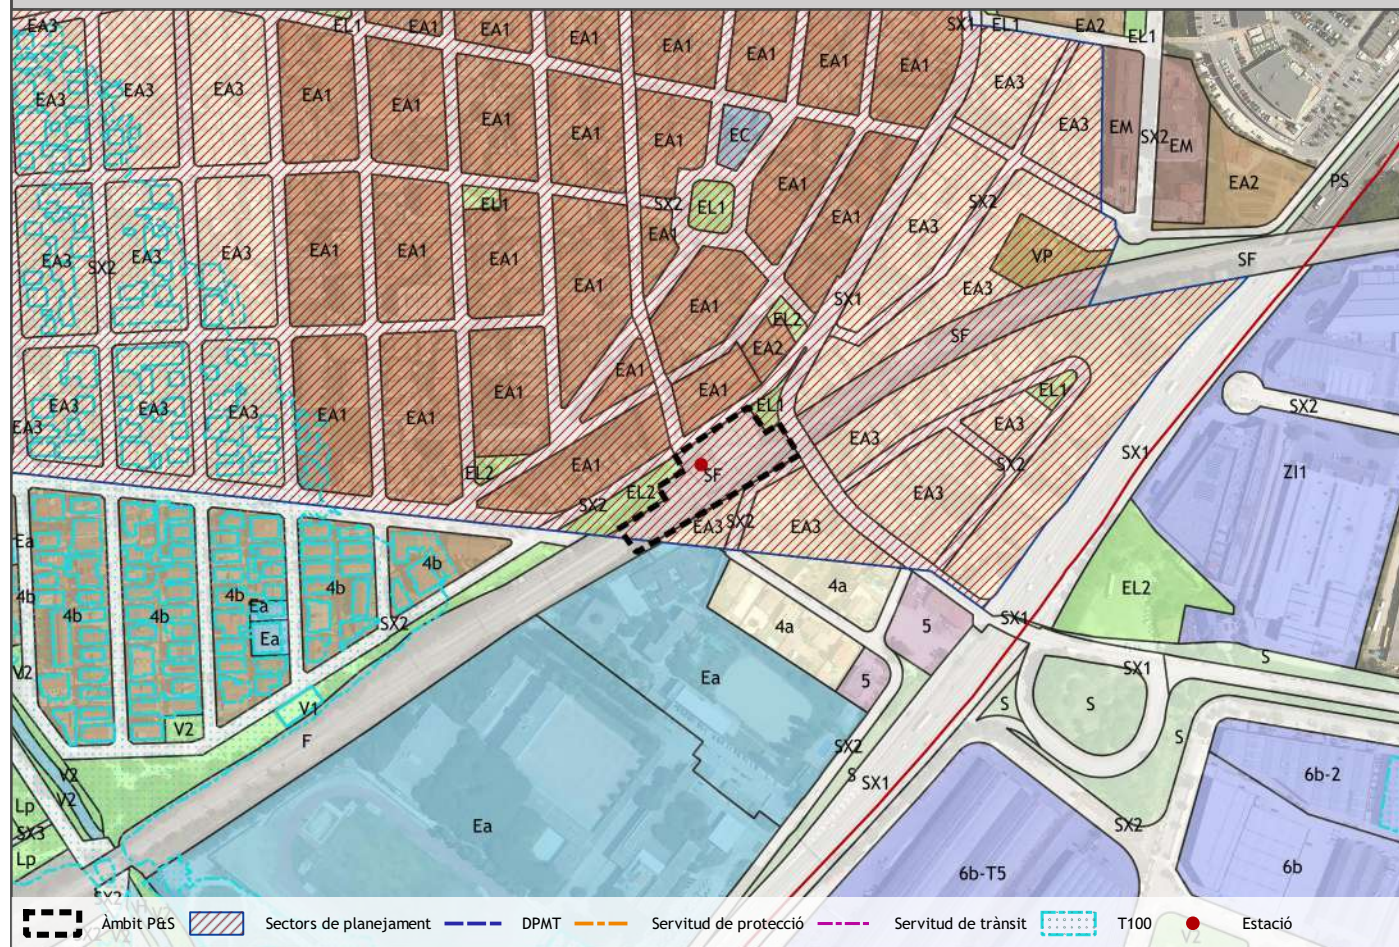 EA3
EL1
EA1
EA1
EA1
EA1
EA1
EA1
EA1
SX1
EL1
EA2
EL1
EA3
EA3
EA3
EA1
EA1
EA1
EA1
EA1
EC
EA3
EA3
EM
SX2
EM
EA2
PS
EL1
SX2
EL1
EA1
EA1
EA1
EA3
SX2
VP
EA3
SX2
EA3
EA3
EA1
EA1
EA1
EA1
EA1
SX1
EA3
SF
SF
EL2
EA2
EA1
EA1
EA1
EL1
EL1
EA3
EA3
EA3
EA3
EA1
EA1
EA3
EA3
SX2
SX2
SX1
ZI1
EL2
EA1
SF
EL2
SX2
EA3
SX2
EA3
EA3
Ea
4b
4b
4b
4b
Ea
Ea
4b
4b
SX2
4a
4a
5
5
SX1
EL2
S
SX1
S
S
S
V2
V1
V2
F
Ea
SX2
S
SX1
V2
V2
Lp
SX3
Lp
Ea
SX2
6b-2
6b-T5
6b
SX2
V2
Àmbit P&S
Sectors de planejament
DPMT
Servitud de protecció
Servitud de trànsit
T100
Estació